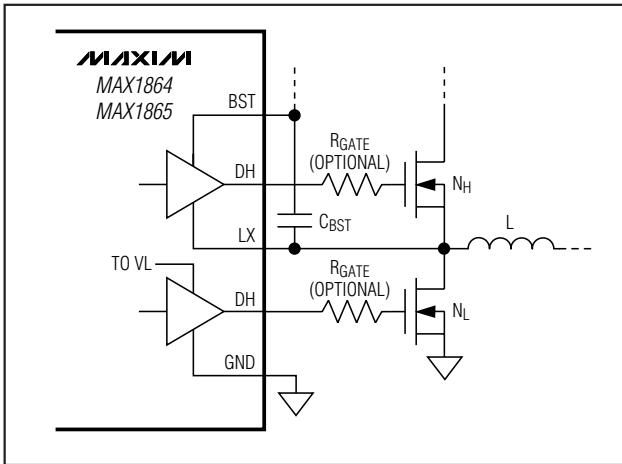 MAXIM
MAX1864
MAX1865
BST
RGATE
(OPTIONAL)
DH
NH
CBST
L
LX
TO VL
RGATE
(OPTIONAL)
DH
NL
GND